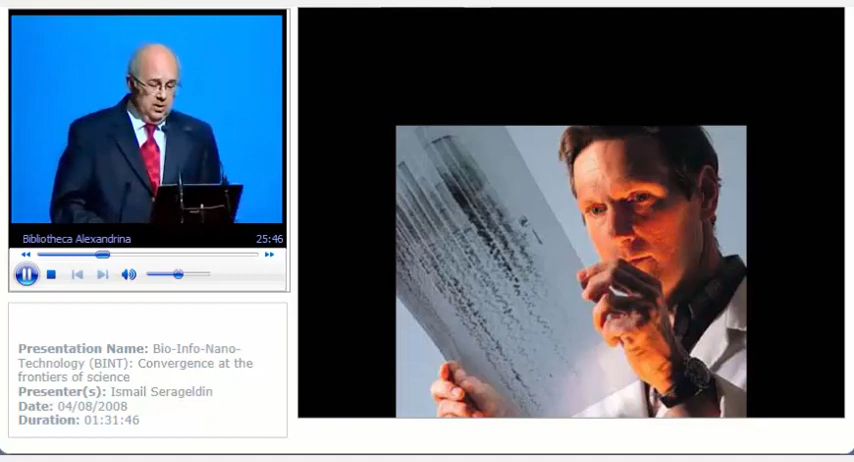 Bibliotheca Alexandrina 25:46
Presentation Name: Bio-Info-Nano-
Technology (BINT): Convergence at the
frontiers of science
Presenter(s): Ismail Serageldin
Date: 04/08/2008
Duration: 01:31:46